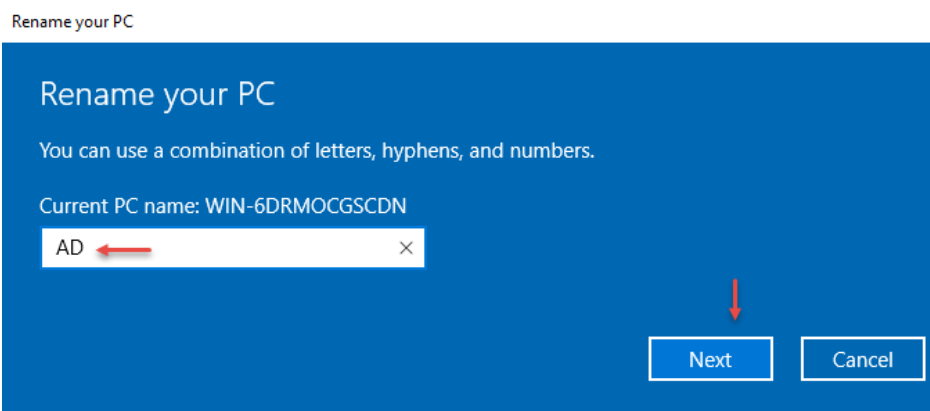 Rename your PC
Rename your PC
You can use a combination of letters, hyphens, and numbers.
Current PC name: WIN-6DRMOCGSCDN
AD
Next
Cancel